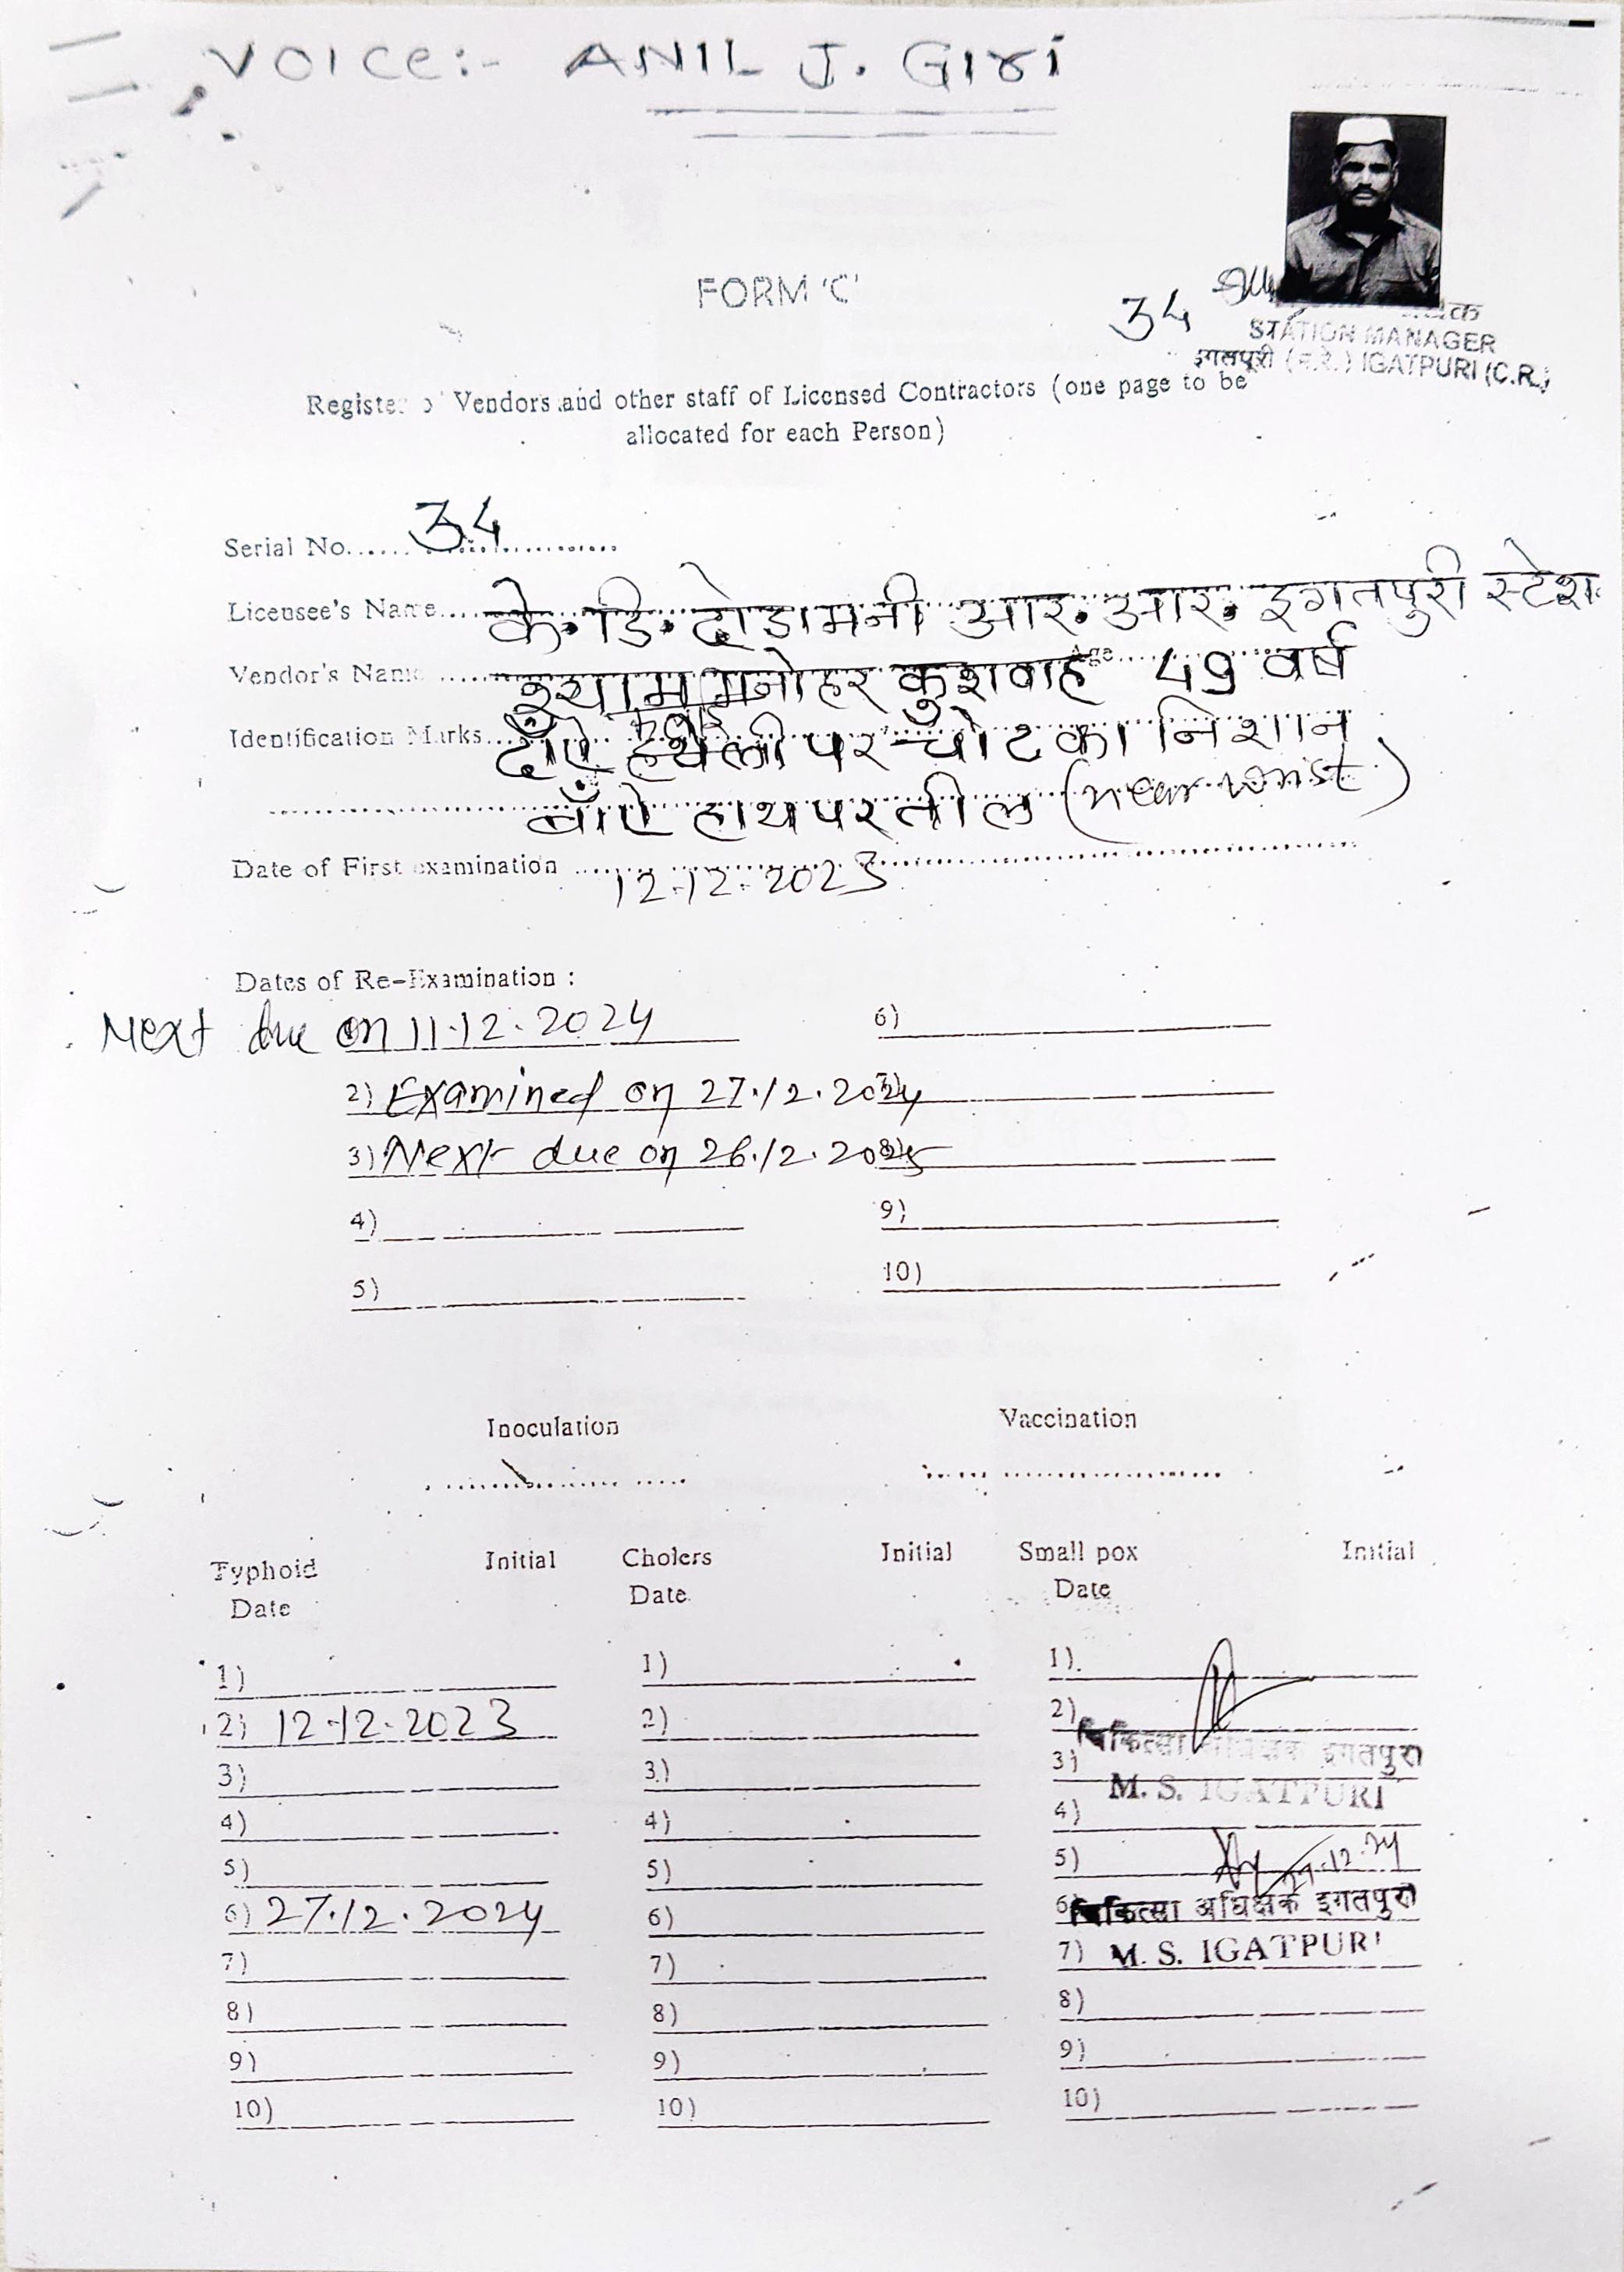 VOICE:- ANIL J. Giri
FORM 'C'
34
STATION MANAGER
इगतपुरी (म.रे.) IGATPURI (C.R.)
Register of Vendors and other staff of Licensed Contractors (one page to be
allocated for each Person)
Serial No...... 34
Licensee's Name.... के. डि. दोडामनी आर. आर. इगतपुरी स्टेश
Vendor's Name ..... श्याम मनोहर कुशवाह Age.... 49 वर्ष
Identification Marks... दाँऐ हथेली पर चोट का निशान
बाँऐ हाथ पर तील (near wrist)
Date of First examination .... 12-12-2023
Dates of Re-Examination :
Next due on 11.12.2024 6)
2) Examined on 27.12.2024 7)
3) Next due on 26.12.2025 8)
4) 9)
5) 10)
Inoculation Vaccination
Typhoid Initial Cholers Initial Small pox Initial
Date Date Date
1) 1) 1)
2) 12-12-2023 2) 2)
चिकित्सा अधिक्षक इगतपुरी
3) 3) 3)
M. S. IGATPURI
4) 4) 4)
5) 5) 5) 27.12.24
6) 27.12.2024 6) 6) चिकित्सा अधिक्षक इगतपुरी
7) 7) 7) M. S. IGATPURI
8) 8) 8)
9) 9) 9)
10) 10) 10)